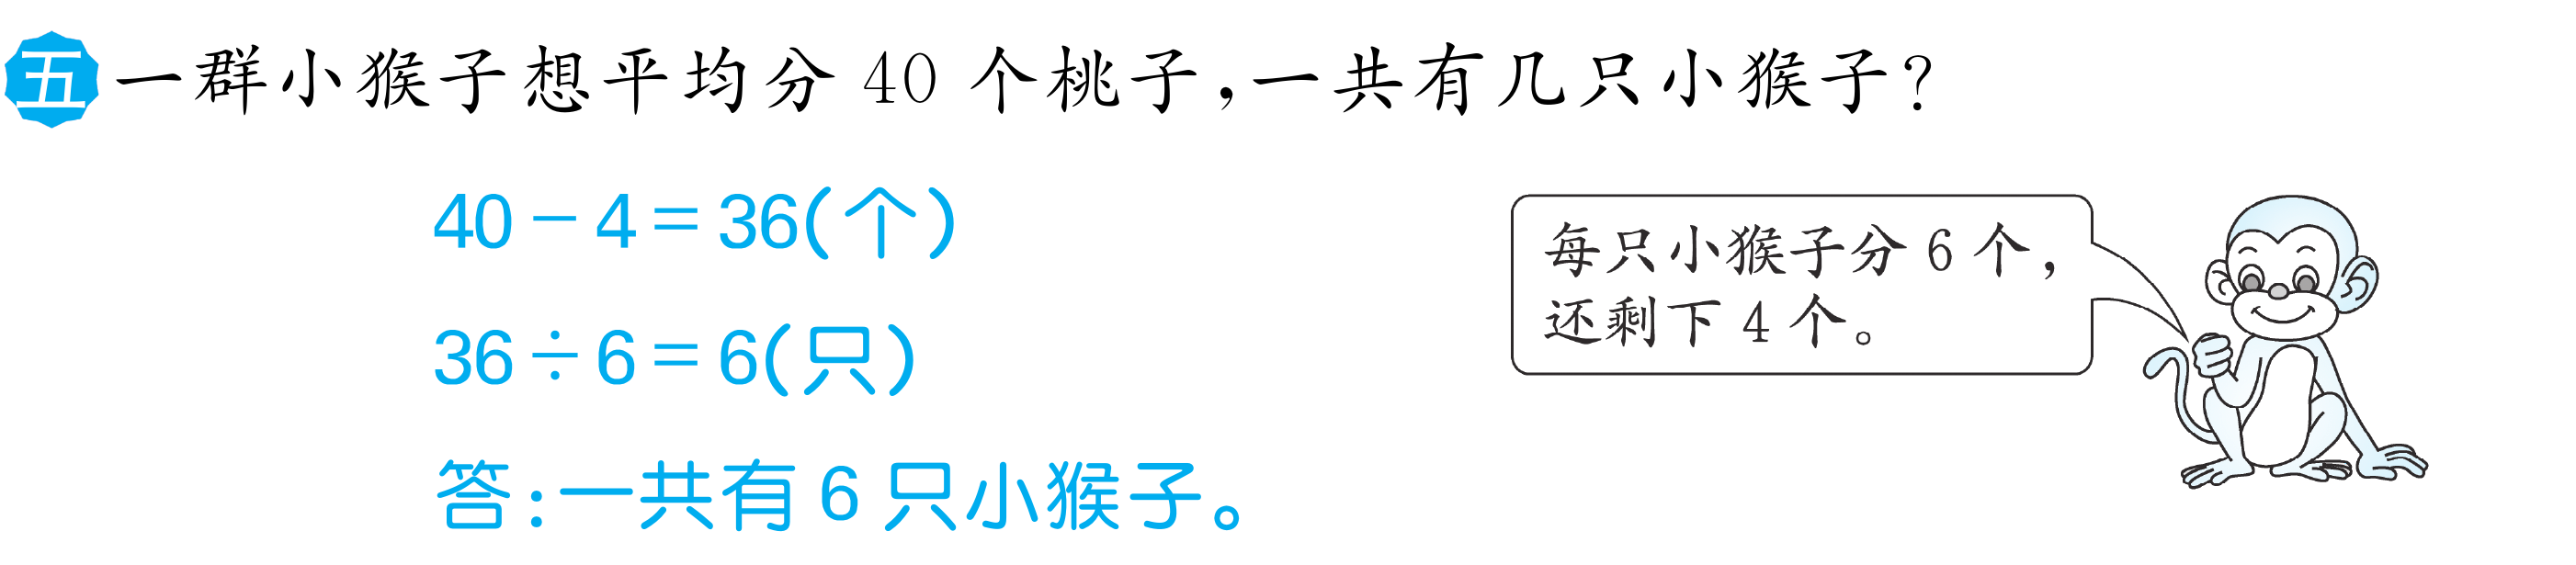 五 一群小猴子想平均分 40 个桃子,一共有几只小猴子?
40-4=36(个)
36÷6=6(只)
答:一共有 6 只小猴子。
每只小猴子分 6 个,
还剩下 4 个。